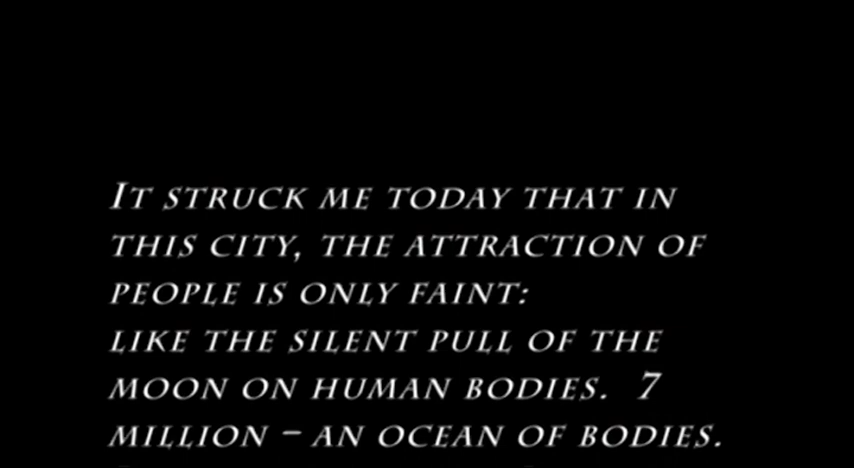 It struck me today that in
this city, the attraction of
people is only faint:
like the silent pull of the
moon on human bodies. 7
million – an ocean of bodies.